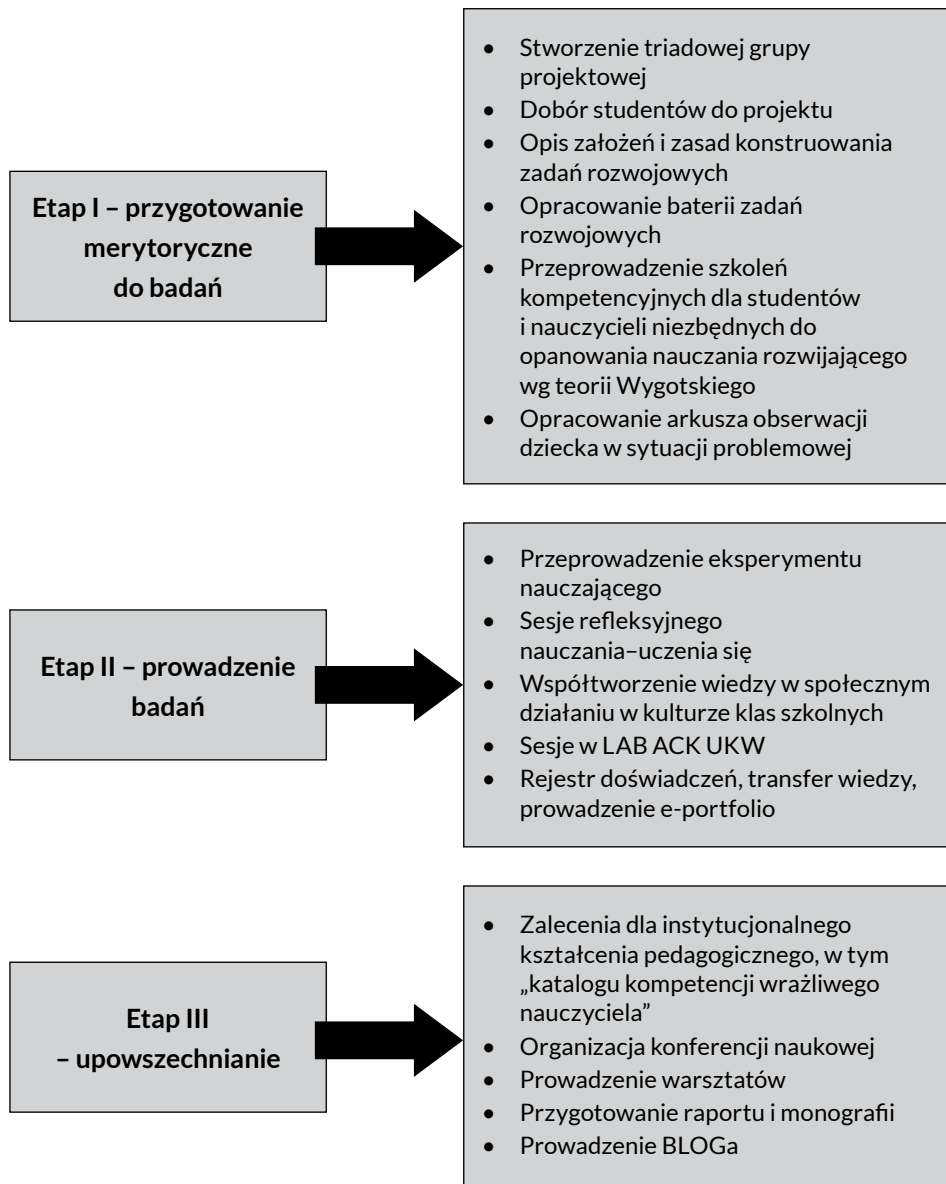 Etap I – przygotowanie
merytoryczne
do badań
• Stworzenie triadowej grupy
projektowej
• Dobór studentów do projektu
• Opis założeń i zasad konstruowania
zadań rozwojowych
• Opracowanie baterii zadań
rozwojowych
• Przeprowadzenie szkoleń
kompetencyjnych dla studentów
i nauczycieli niezbędnych do
opanowania nauczania rozwijającego
wg teorii Wygotskiego
• Opracowanie arkusza obserwacji
dziecka w sytuacji problemowej
Etap II – prowadzenie
badań
• Przeprowadzenie eksperymentu
nauczającego
• Sesje refleksyjnego
nauczania–uczenia się
• Współtworzenie wiedzy w społecznym
działaniu w kulturze klas szkolnych
• Sesje w LAB ACK UKW
• Rejestr doświadczeń, transfer wiedzy,
prowadzenie e-portfolio
Etap III
– upowszechnianie
• Zalecenia dla instytucjonalnego
kształcenia pedagogicznego, w tym
„katalogu kompetencji wrażliwego
nauczyciela”
• Organizacja konferencji naukowej
• Prowadzenie warsztatów
• Przygotowanie raportu i monografii
• Prowadzenie BLOGa